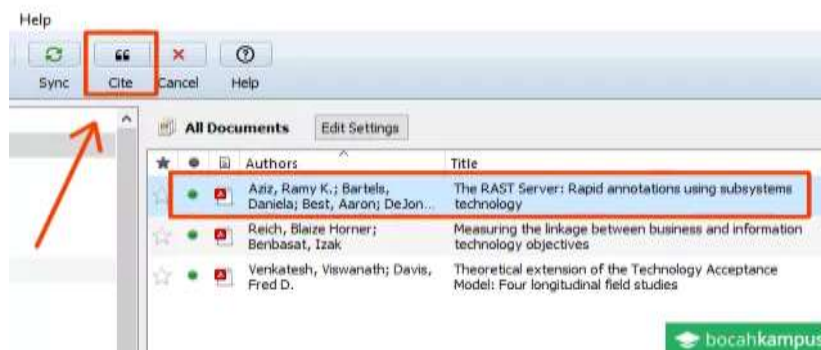 Help
Sync Cite Cancel Help
All Documents Edit Settings
Authors Title
Aziz, Ramy K.; Bartels, The RAST Server: Rapid annotations using subsystems
Daniela; Best, Aaron; DeJon... technology
Reich, Blaize Horner; Measuring the linkage between business and information
Benbasat, Izak technology objectives
Venkatesh, Viswanath; Davis, Theoretical extension of the Technology Acceptance
Fred D. Model: Four longitudinal field studies
bocahkampus